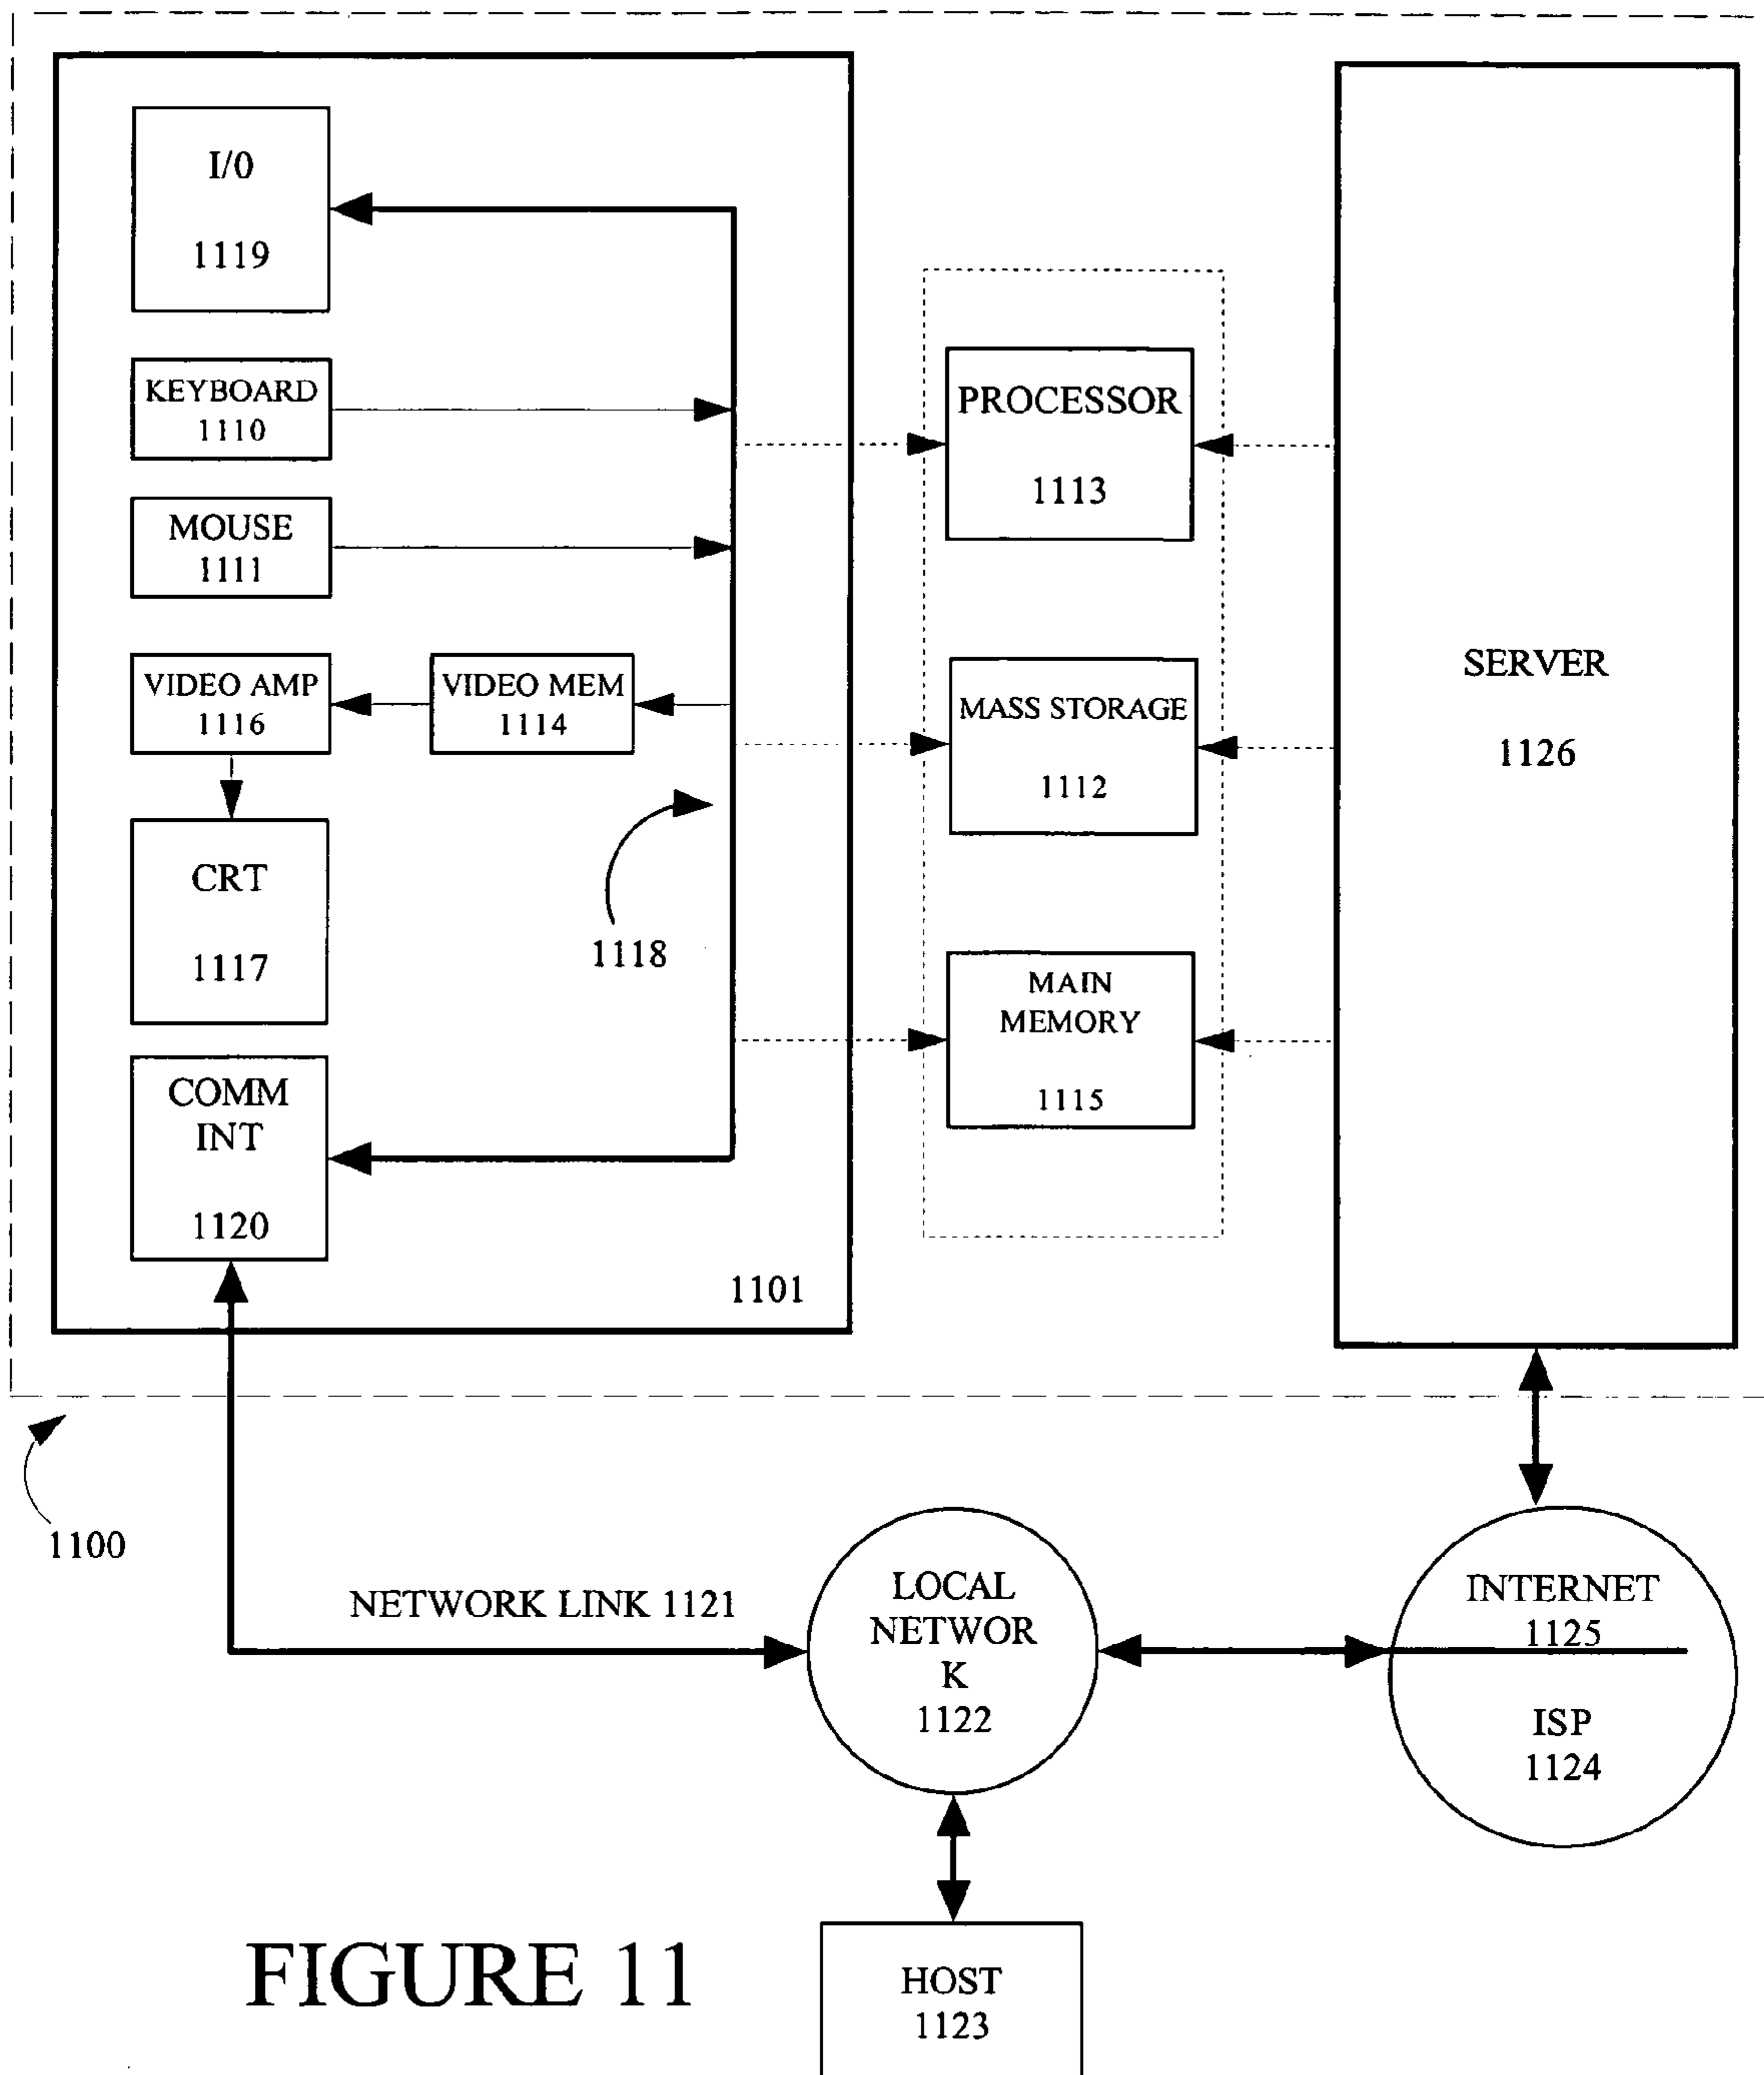 I/0
1119
KEYBOARD
1110
MOUSE
1111
VIDEO AMP
1116
VIDEO MEM
1114
CRT
1117
1118
COMM
INT
1120
1101
PROCESSOR
1113
MASS STORAGE
1112
MAIN
MEMORY
1115
SERVER
1126
1100
NETWORK LINK 1121
LOCAL
NETWOR
K
1122
INTERNET
1125
ISP
1124
HOST
1123
FIGURE 11